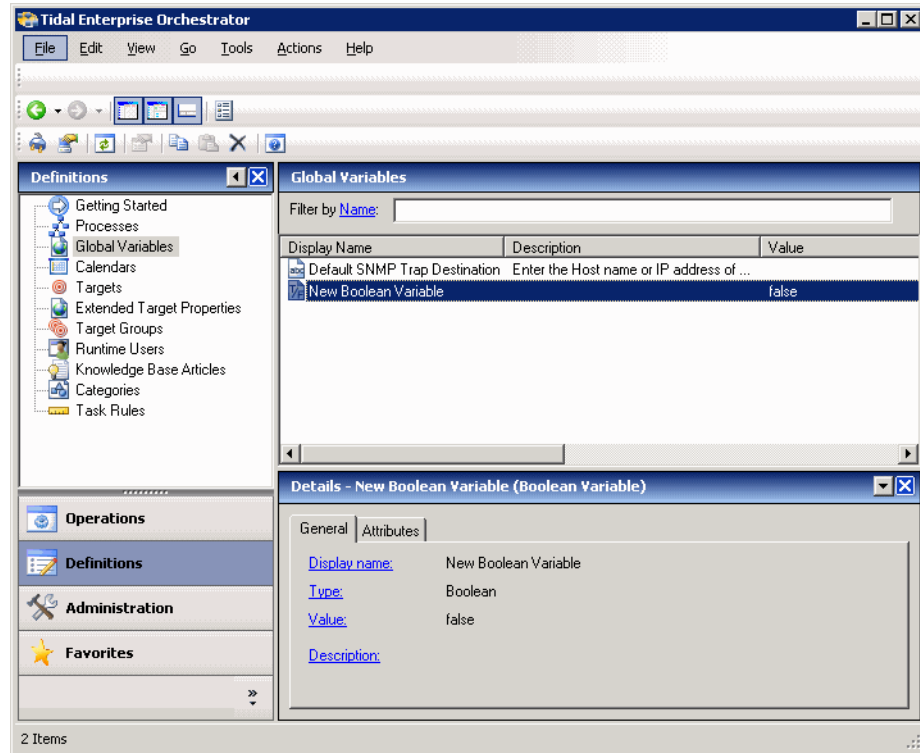 Tidal Enterprise Orchestrator
File Edit View Go Tools Actions Help
Definitions
Getting Started
Processes
Global Variables
Calendars
Targets
Extended Target Properties
Target Groups
Runtime Users
Knowledge Base Articles
Categories
Task Rules
Operations
Definitions
Administration
Favorites
Global Variables
Filter by Name:
Display Name Description Value
abc Default SNMP Trap Destination Enter the Host name or IP address of ...
New Boolean Variable false
Details - New Boolean Variable (Boolean Variable)
General Attributes
Display name: New Boolean Variable
Type: Boolean
Value: false
Description:
2 Items